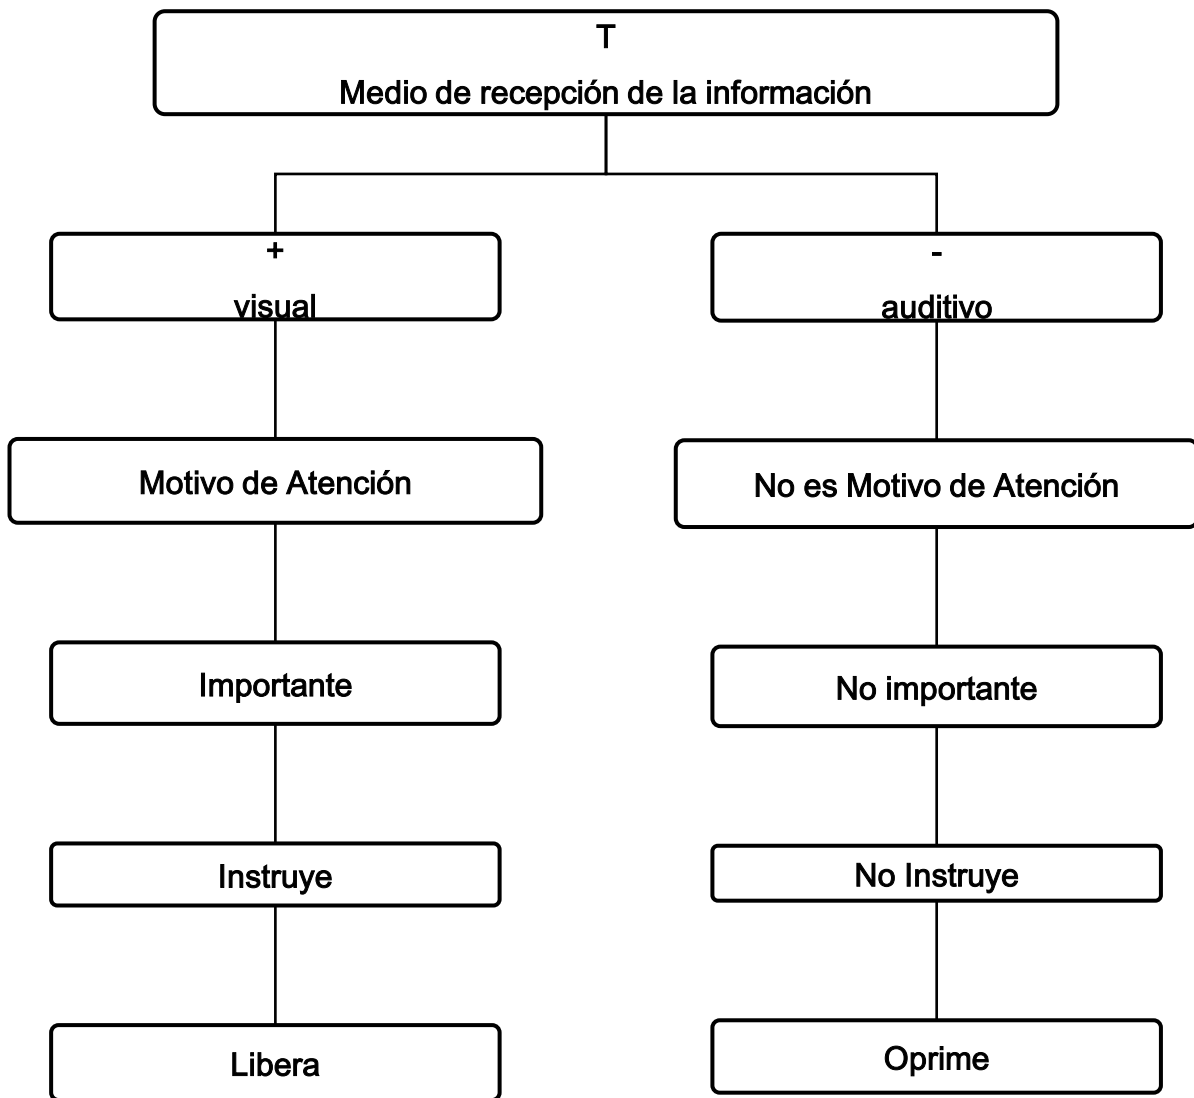 T
Medio de recepción de la información
+
visual
-
auditivo
Motivo de Atención
No es Motivo de Atención
Importante
No importante
Instruye
No Instruye
Libera
Oprime